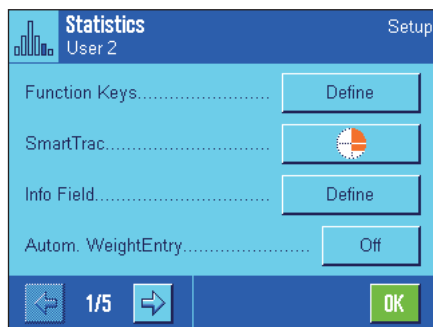 Statistics Setup
User 2
Function Keys........................ Define
SmartTrac.............................
Info Field............................... Define
Autom. WeightEntry...................... Off
1/5 OK